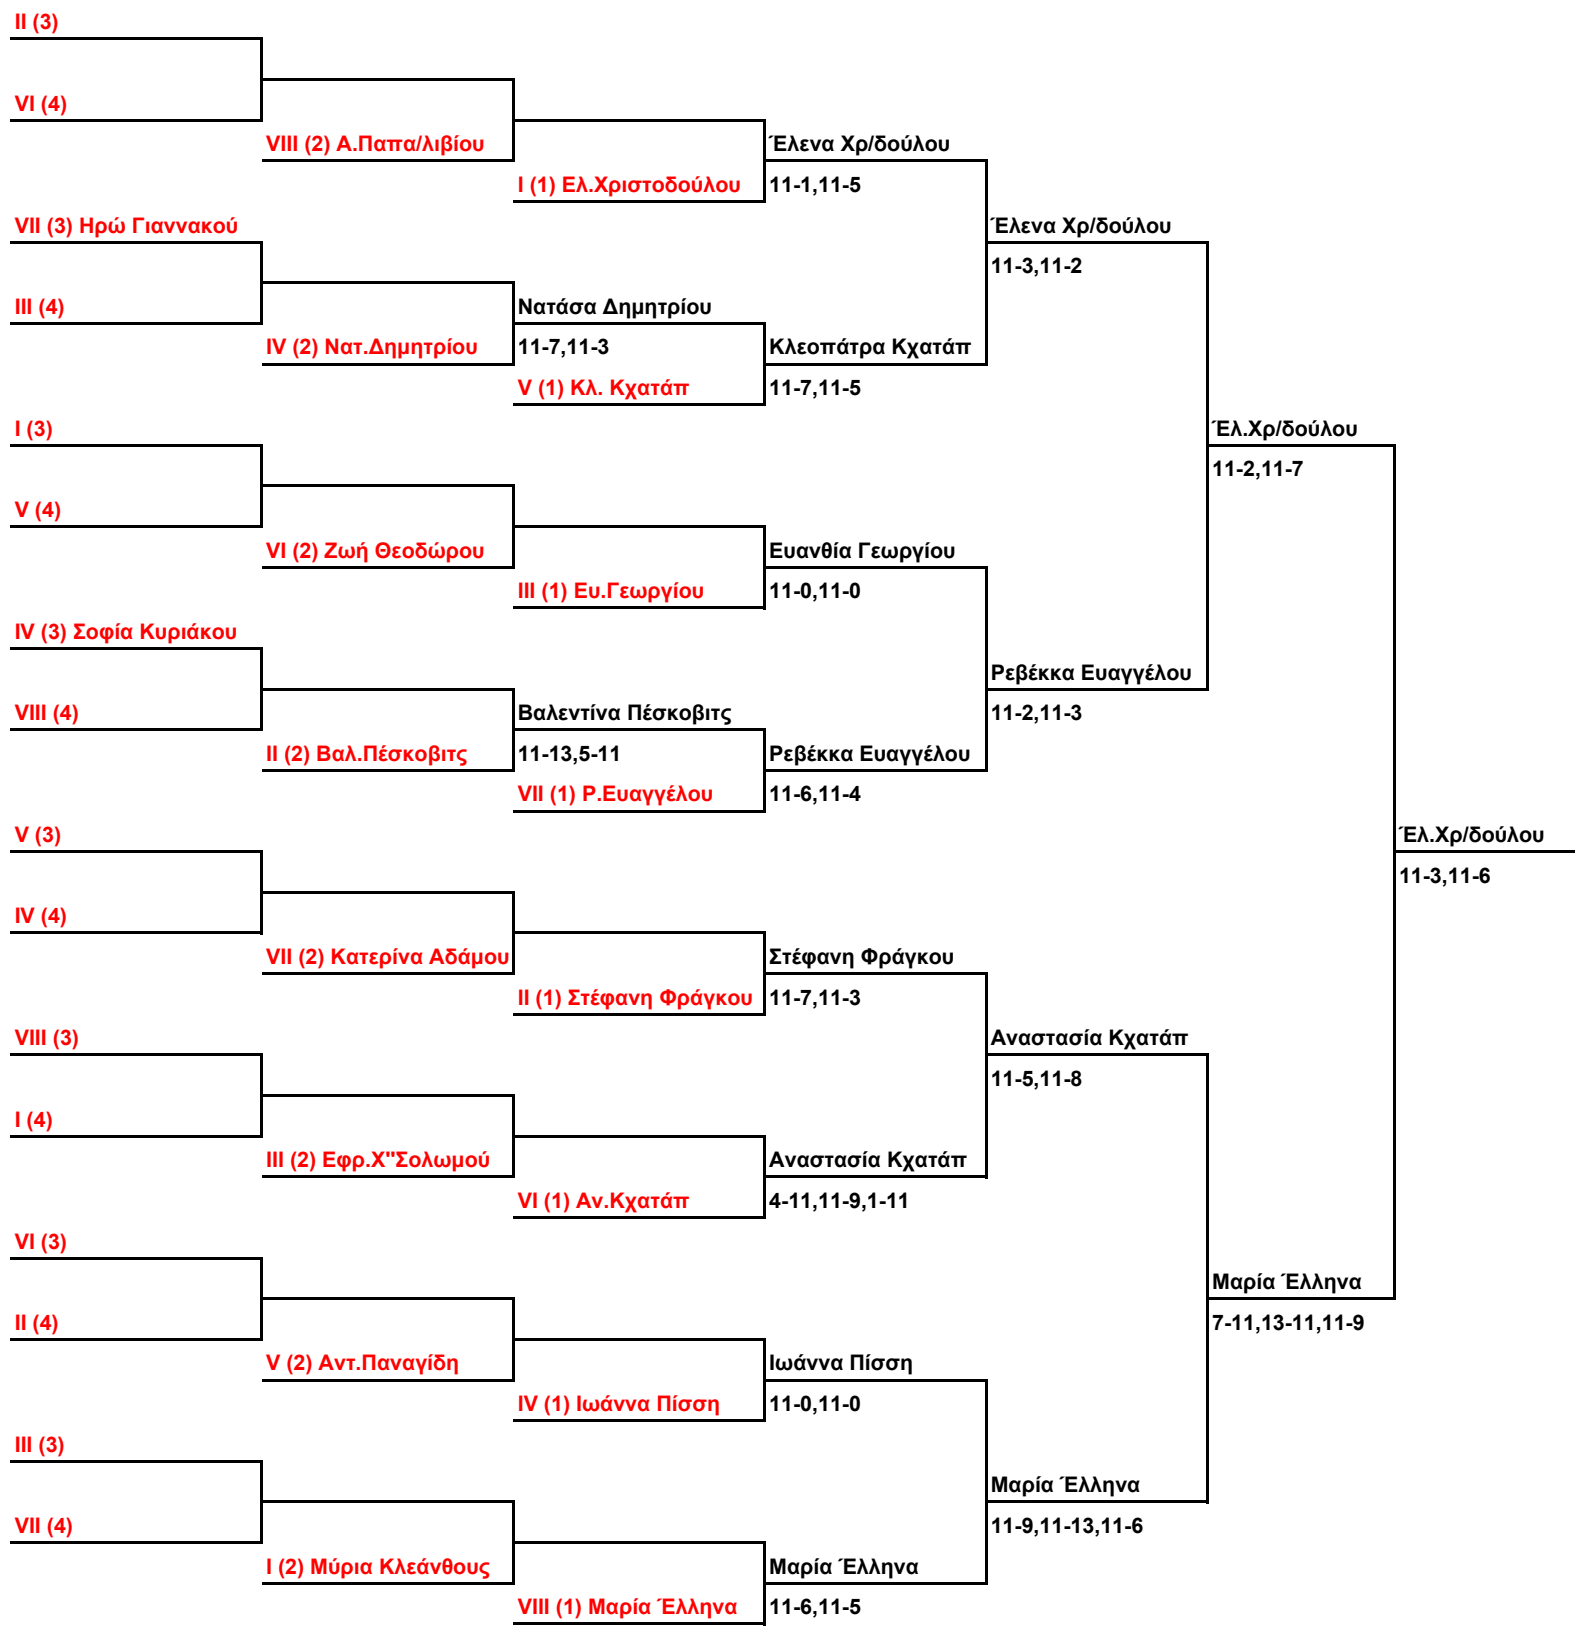 II (3)
VI (4)
VIII (2) Α.Παπα/λιβίου
Έλενα Χρ/δούλου
I (1) Ελ.Χριστοδούλου
11-1,11-5
VII (3) Ηρώ Γιαννακού
Έλενα Χρ/δούλου
11-3,11-2
III (4)
Νατάσα Δημητρίου
IV (2) Νατ.Δημητρίου
11-7,11-3
Κλεοπάτρα Κχατάπ
V (1) Κλ. Κχατάπ
11-7,11-5
I (3)
Έλ.Χρ/δούλου
11-2,11-7
V (4)
VI (2) Ζωή Θεοδώρου
Ευανθία Γεωργίου
III (1) Ευ.Γεωργίου
11-0,11-0
IV (3) Σοφία Κυριάκου
Ρεβέκκα Ευαγγέλου
VIII (4)
Βαλεντίνα Πέσκοβιτς
11-2,11-3
II (2) Βαλ.Πέσκοβιτς
11-13,5-11
Ρεβέκκα Ευαγγέλου
VII (1) Ρ.Ευαγγέλου
11-6,11-4
V (3)
Έλ.Χρ/δούλου
11-3,11-6
IV (4)
VII (2) Κατερίνα Αδάμου
Στέφανη Φράγκου
II (1) Στέφανη Φράγκου
11-7,11-3
VIII (3)
Αναστασία Κχατάπ
11-5,11-8
I (4)
III (2) Εφρ.Χ"Σολωμού
Αναστασία Κχατάπ
VI (1) Αν.Κχατάπ
4-11,11-9,1-11
VI (3)
Μαρία Έλληνα
II (4)
7-11,13-11,11-9
V (2) Αντ.Παναγίδη
Ιωάννα Πίσση
IV (1) Ιωάννα Πίσση
11-0,11-0
III (3)
Μαρία Έλληνα
VII (4)
11-9,11-13,11-6
I (2) Μύρια Κλεάνθους
Μαρία Έλληνα
VIII (1) Μαρία Έλληνα
11-6,11-5